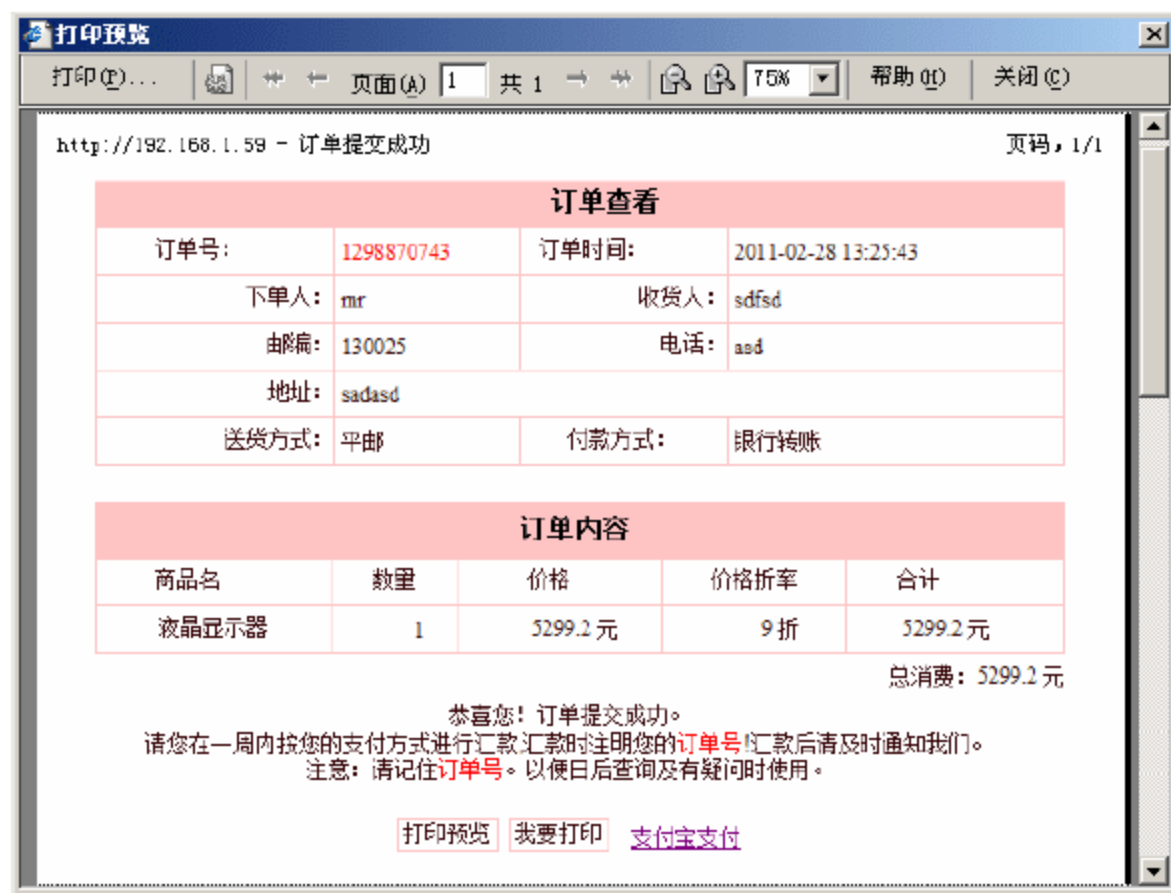 打印预览
打印(P)... 页面(A) 1 共 1 75% 帮助(H) 关闭(C)
http://192.168.1.59 - 订单提交成功 页码，1/1
订单查看
订单号： 1298870743 订单时间： 2011-02-28 13:25:43
下单人： mr 收货人： sdfsd
邮编： 130025 电话： asd
地址： sadasd
送货方式： 平邮 付款方式： 银行转账
订单内容
商品名 数量 价格 价格折率 合计
液晶显示器 1 5299.2 元 9 折 5299.2 元
总消费：5299.2 元
恭喜您！订单提交成功。
请您在一周内按您的支付方式进行汇款,汇款时注明您的订单号!汇款后请及时通知我们。
注意：请记住订单号。以便日后查询及有疑问时使用。
打印预览 我要打印 支付宝支付